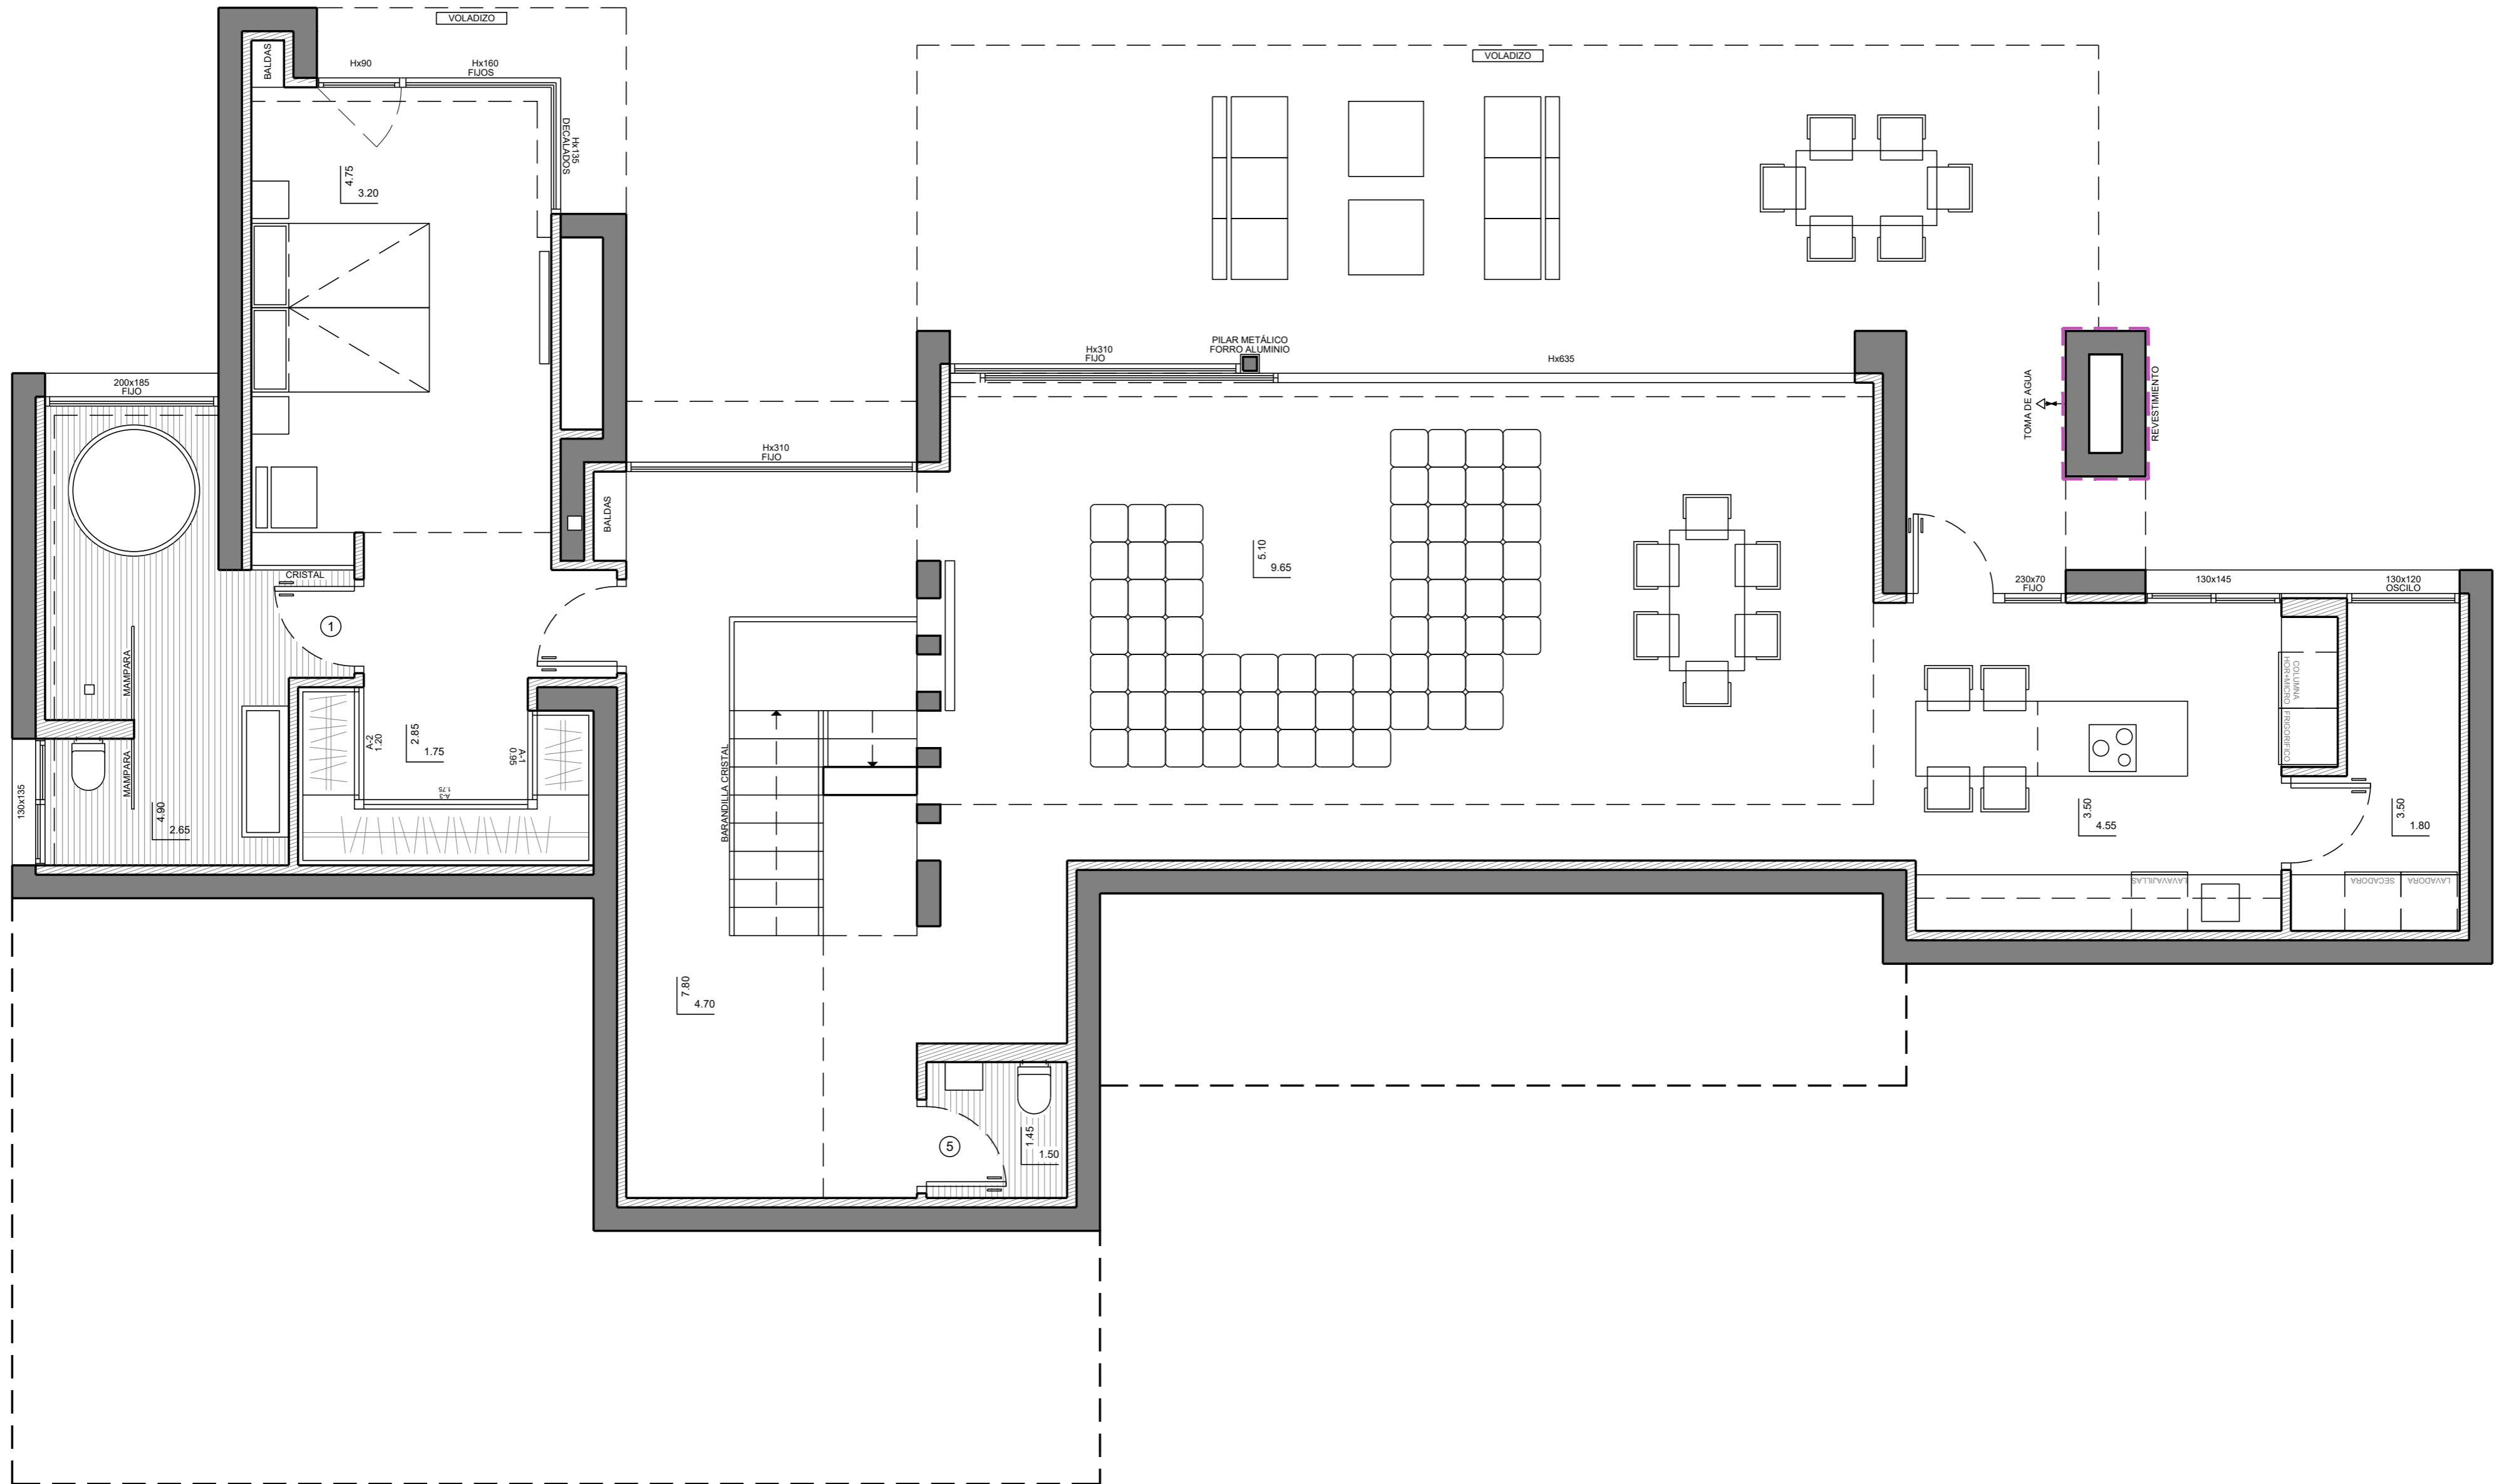 VOLADIZO
VOLADIZO
BALDAS
Hx90
Hx160
FIJOS
Hx135
DECALADOS
4.75
3.20
200x185
FIJO
Hx310
FIJO
PILAR METÁLICO
FORRO ALUMINIO
Hx635
TOMA DE AGUA
REVESTIMIENTO
Hx310
FIJO
BALDAS
5.10
9.65
CRISTAL
230x70
FIJO
130x145
130x120
OSCILO
1
MAMPARA
MAMPARA
COLUMNA
HOR+MICRO
FRIGORIFICO
A-2
1.20
2.85
1.75
A-1
0.95
A-3
1.75
BARANDILLA CRISTAL
130x135
4.90
2.65
3.50
4.55
3.50
1.80
LAVAVAJILLAS
SECADORA
LAVADORA
7.80
4.70
5
1.45
1.50